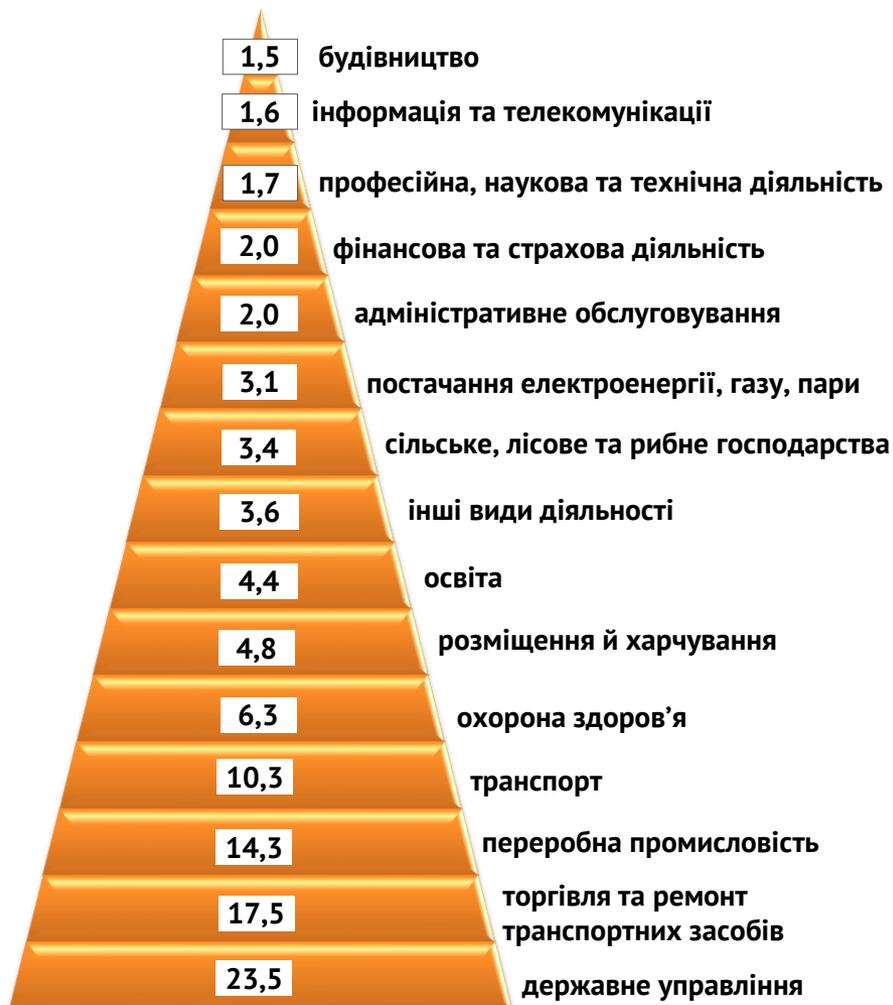 1,5 будівництво
1,6 інформація та телекомунікації
1,7 професійна, наукова та технічна діяльність
2,0 фінансова та страхова діяльність
2,0 адміністративне обслуговування
3,1 постачання електроенергії, газу, пари
3,4 сільське, лісове та рибне господарства
3,6 інші види діяльності
4,4 освіта
4,8 розміщення й харчування
6,3 охорона здоров’я
10,3 транспорт
14,3 переробна промисловість
17,5 торгівля та ремонт
транспортних засобів
23,5 державне управління